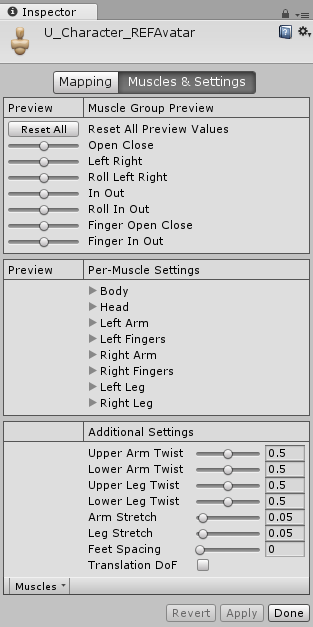 Inspector
U_Character_REFAvatar
Mapping Muscles & Settings
Preview Muscle Group Preview
Reset All Reset All Preview Values
Open Close
Left Right
Roll Left Right
In Out
Roll In Out
Finger Open Close
Finger In Out
Preview Per-Muscle Settings
Body
Head
Left Arm
Left Fingers
Right Arm
Right Fingers
Left Leg
Right Leg
Additional Settings
Upper Arm Twist 0.5
Lower Arm Twist 0.5
Upper Leg Twist 0.5
Lower Leg Twist 0.5
Arm Stretch 0.05
Leg Stretch 0.05
Feet Spacing 0
Translation DoF
Muscles
Revert Apply Done